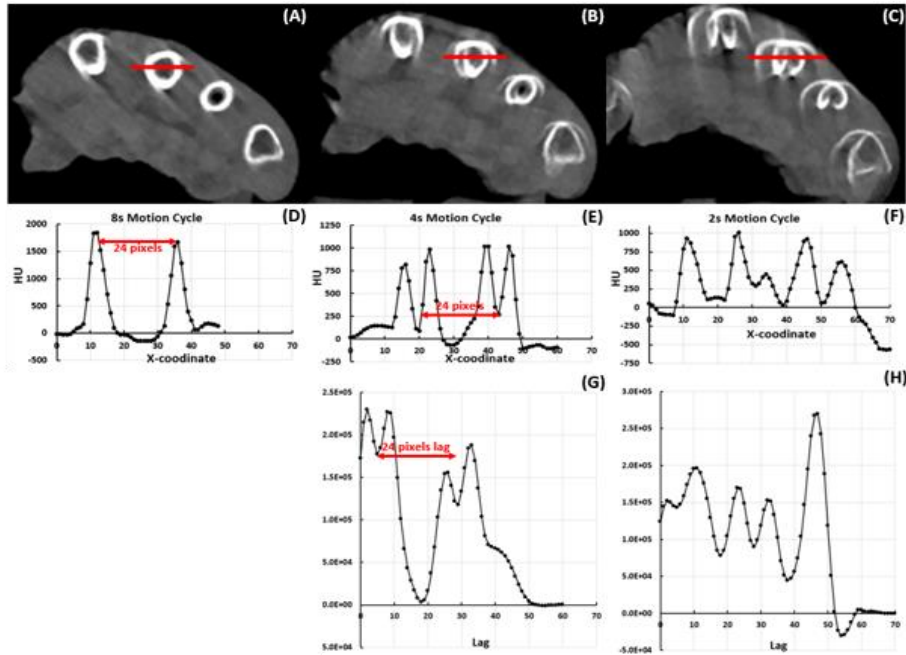 (A)
(B)
(C)
8s Motion Cycle
(D)
2000
1500
1000
500
0
-500
HU
24 pixels
0 10 20 30 40 50 60 70
X-coodinate
4s Motion Cycle
(E)
1250
1000
750
500
250
0
-250
HU
24 pixels
0 10 20 30 40 50 60 70
X-coodinate
2s Motion Cycle
(F)
1000
750
500
250
0
-250
-500
-750
HU
0 10 20 30 40 50 60 70
X-coodinate
(G)
2.5E+05
2.0E+05
1.5E+05
1.0E+05
5.0E+04
0.0E+00
5.0E+04
24 pixels lag
0 10 20 30 40 50 60 70
Lag
(H)
3.0E+05
2.5E+05
2.0E+05
1.5E+05
1.0E+05
5.0E+04
0.0E+00
-5.0E+04
0 10 20 30 40 50 60 70
Lag